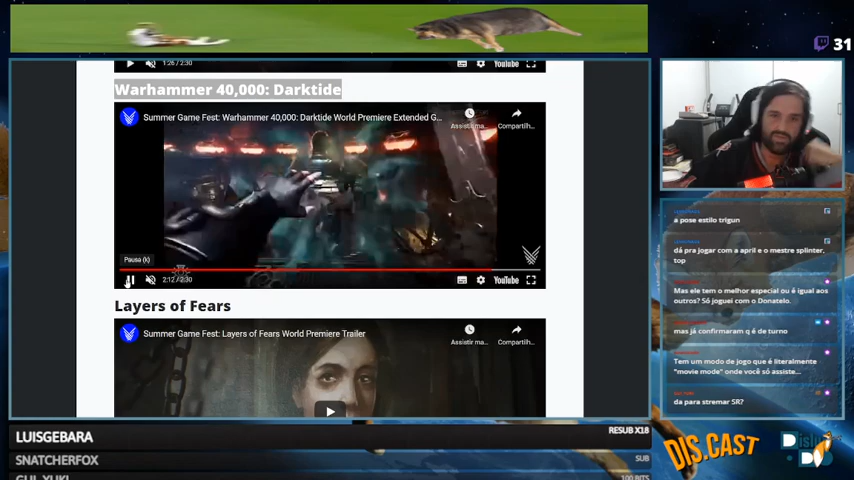 31
1:26 / 2:30
YouTube
Warhammer 40,000: Darktide
Summer Game Fest: Warhammer 40,000: Darktide World Premiere Extended G...
Assistir ma...
Compartilh...
Pausa (k)
2:12 / 2:30
YouTube
Layers of Fears
Summer Game Fest: Layers of Fears World Premiere Trailer
Assistir ma...
Compartilh...
a pose estilo trigun
dá pra jogar com a april e o mestre splinter,
top
Mas ele tem o melhor especial ou é igual aos
outros? Só joguei com o Donatelo.
mas já confirmaram q é de turno
Tem um modo de jogo que é literalmente
"movie mode" onde você só assiste...
da para stremar SR?
LUISGEBARA
RESUB X18
SNATCHERFOX
SUB
GUI_YUKI
100 BITS
DIS.CAST